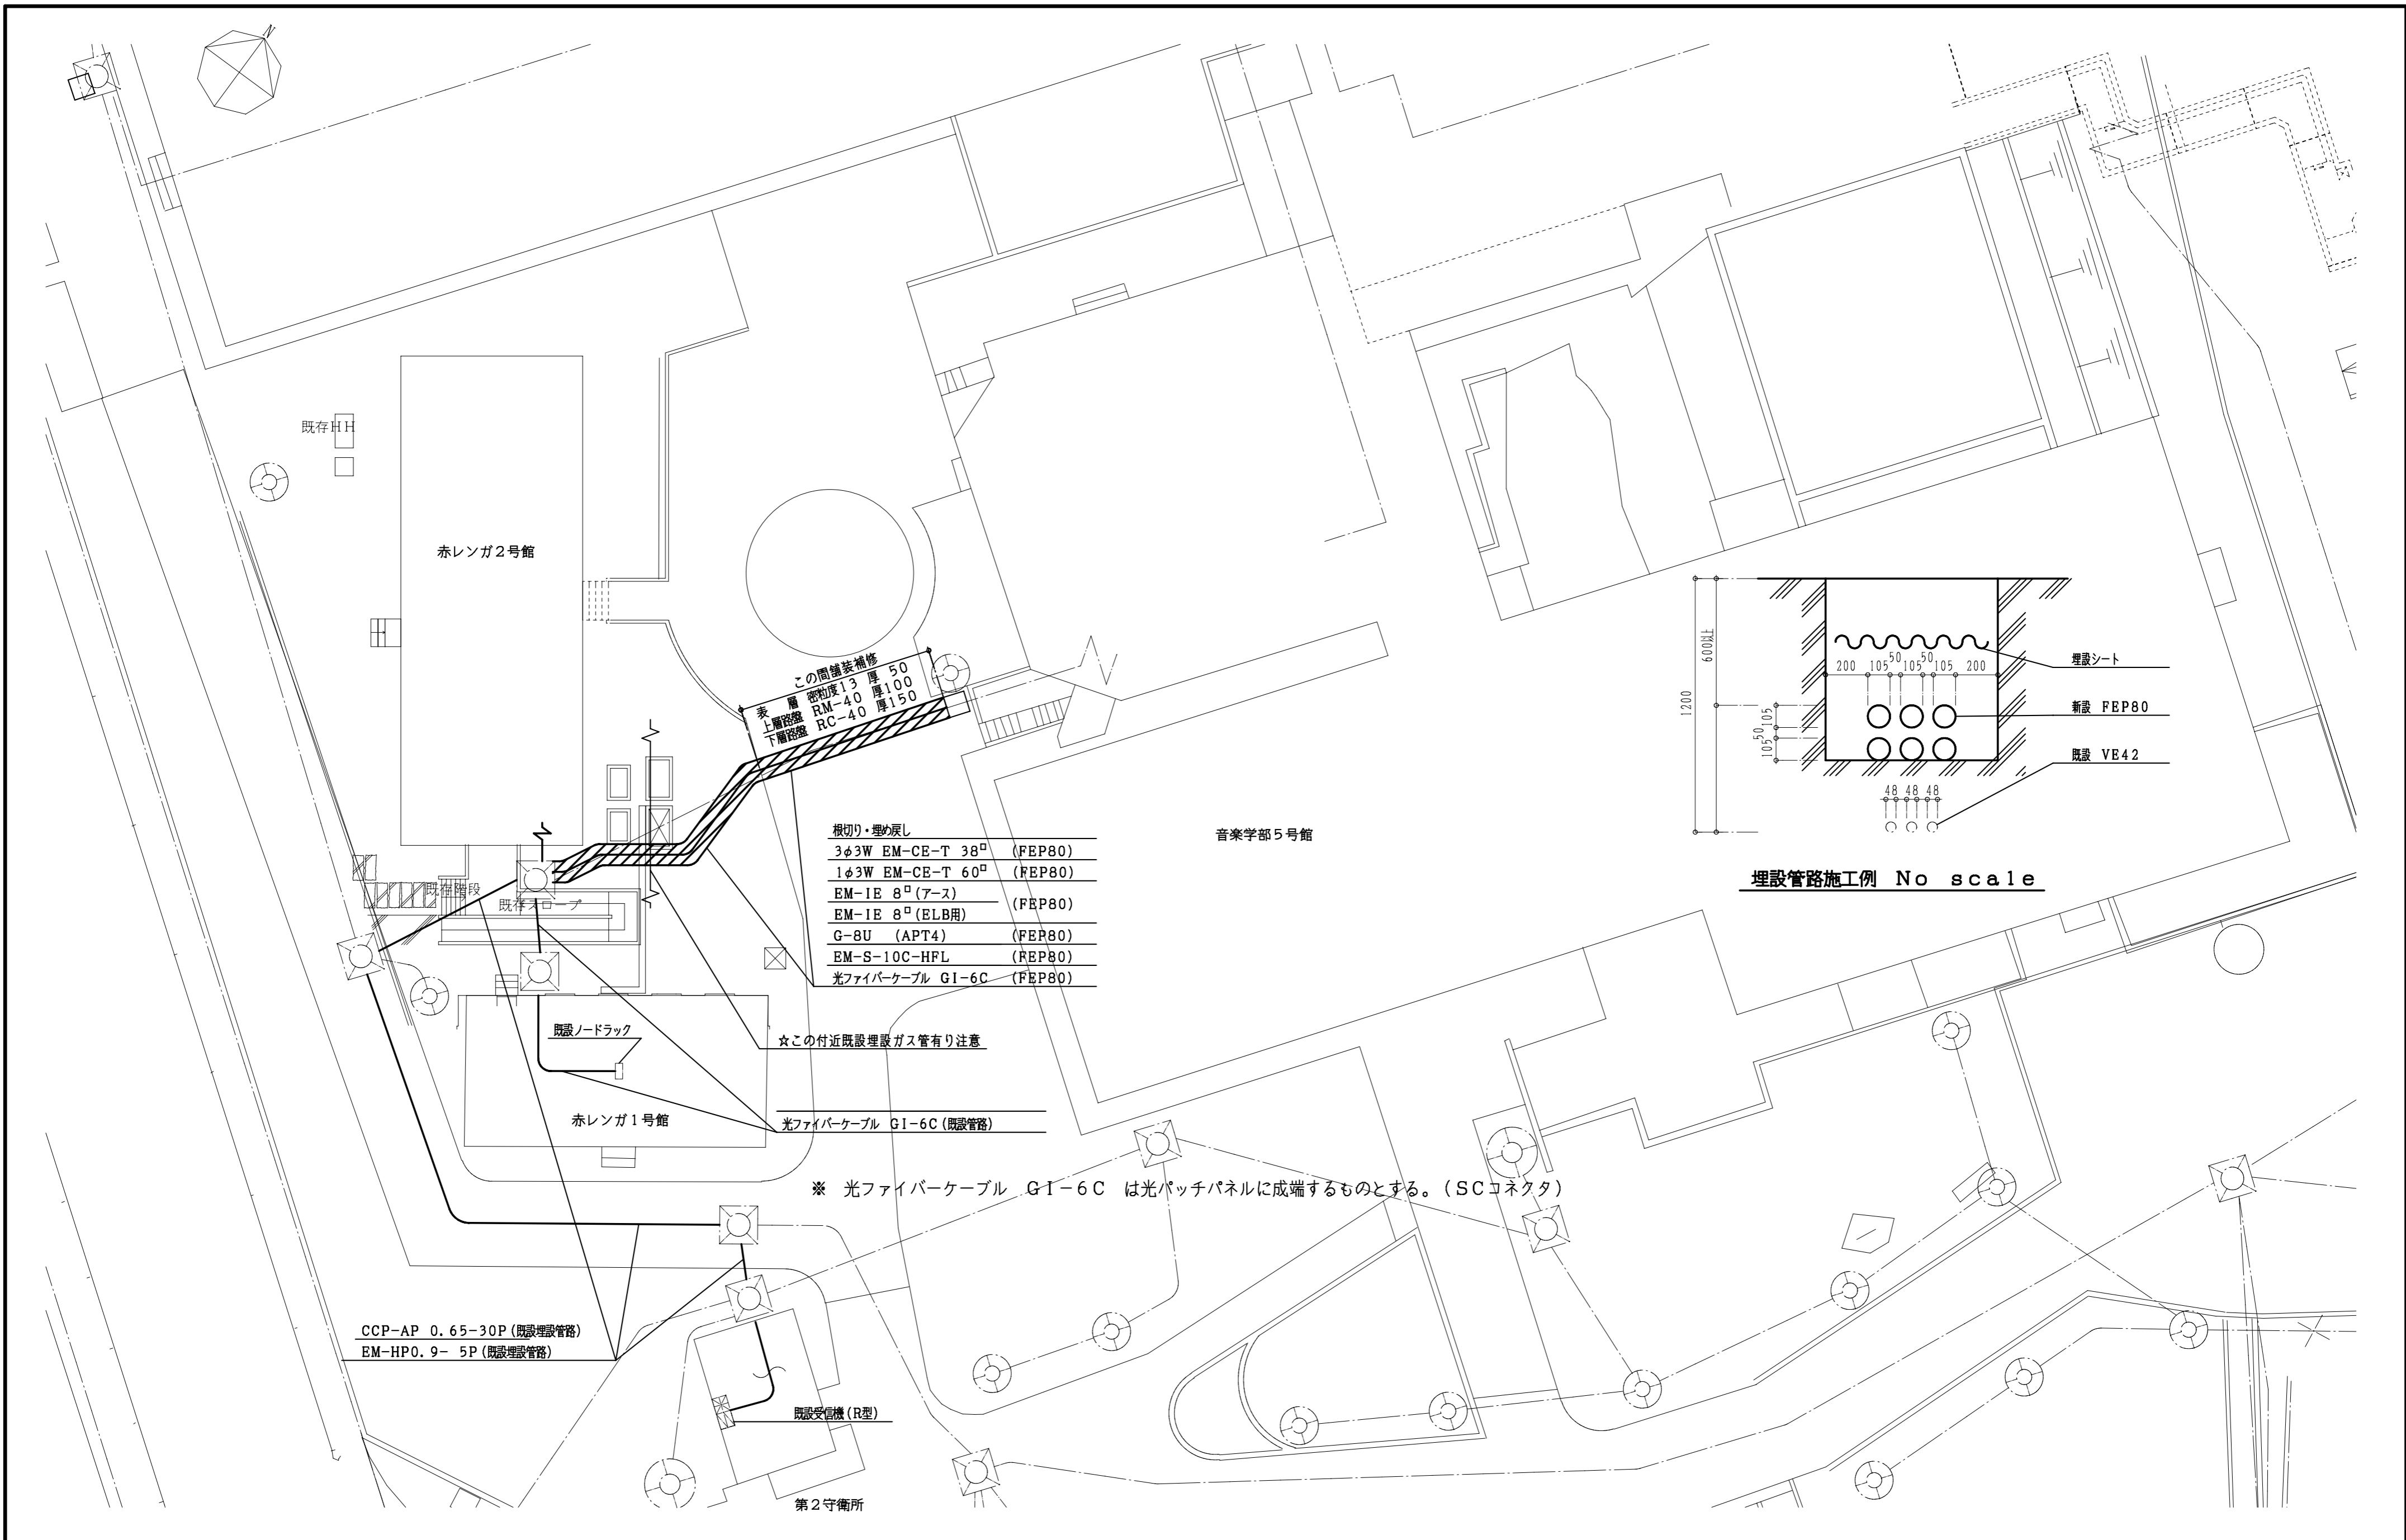 N
既存HH
赤レンガ2号館
この間舗装補修
表　層　密粒度13　厚 50
上層路盤　RM-40　厚100
下層路盤　RC-40　厚150
1200
600以上
200 105 50 105 50 105 200
105
50
105
48 48 48
埋設シート
新設 FEP80
既設 VE42
埋設管路施工例　No　scale
根切り・埋め戻し
3φ3W EM-CE-T 38□　(FEP80)
1φ3W EM-CE-T 60□　(FEP80)
EM-IE 8□(アース)
EM-IE 8□(ELB用)
(FEP80)
G-8U　(APT4)　(FEP80)
EM-S-10C-HFL　(FEP80)
光ファイバーケーブル GI-6C　(FEP80)
音楽学部5号館
既存階段
既存スロープ
既設ノードラック
☆この付近既設埋設ガス管有り注意
赤レンガ1号館
光ファイバーケーブル GI-6C(既設管路)
※　光ファイバーケーブル　GI-6C　は光パッチパネルに成端するものとする。(SCコネクタ)
CCP-AP 0.65-30P(既設埋設管路)
EM-HP0.9- 5P(既設埋設管路)
既設受信機(R型)
第2守衛所